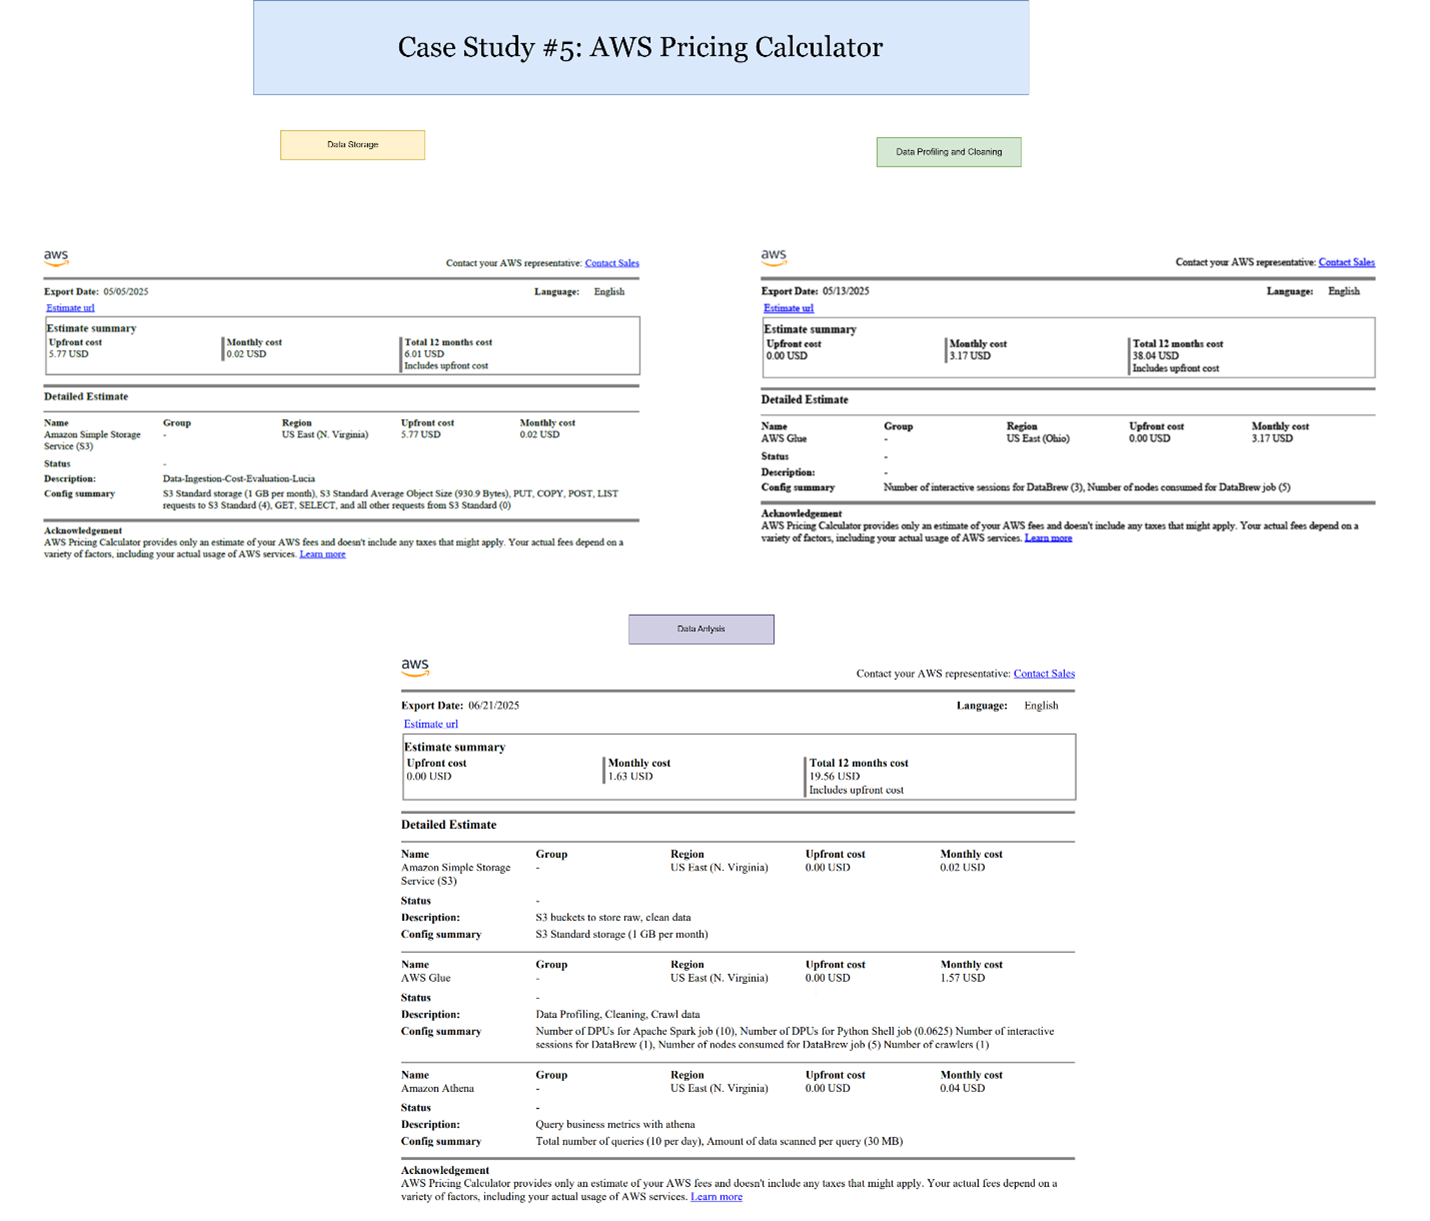 Case Study #5: AWS Pricing Calculator
Data Storage
Data Profiling and Cleaning
aws
Contact your AWS representative: Contact Sales
Export Date: 05/05/2025 Language: English
Estimate url
Estimate summary
Upfront cost Monthly cost Total 12 months cost
5.77 USD 0.02 USD 6.01 USD
Includes upfront cost
Detailed Estimate
Name Group Region Upfront cost Monthly cost
Amazon Simple Storage - US East (N. Virginia) 5.77 USD 0.02 USD
Service (S3)
Status -
Description: Data-Ingestion-Cost-Evaluation-Lucia
Config summary S3 Standard storage (1 GB per month), S3 Standard Average Object Size (930.9 Bytes), PUT, COPY, POST, LIST
requests to S3 Standard (4), GET, SELECT, and all other requests from S3 Standard (0)
Acknowledgement
AWS Pricing Calculator provides only an estimate of your AWS fees and doesn't include any taxes that might apply. Your actual fees depend on a
variety of factors, including your actual usage of AWS services. Learn more
aws
Contact your AWS representative: Contact Sales
Export Date: 05/13/2025 Language: English
Estimate url
Estimate summary
Upfront cost Monthly cost Total 12 months cost
0.00 USD 3.17 USD 38.04 USD
Includes upfront cost
Detailed Estimate
Name Group Region Upfront cost Monthly cost
AWS Glue - US East (Ohio) 0.00 USD 3.17 USD
Status -
Description: -
Config summary Number of interactive sessions for DataBrew (3), Number of nodes consumed for DataBrew job (5)
Acknowledgement
AWS Pricing Calculator provides only an estimate of your AWS fees and doesn't include any taxes that might apply. Your actual fees depend on a
variety of factors, including your actual usage of AWS services. Learn more
Data Anlysis
aws
Contact your AWS representative: Contact Sales
Export Date: 06/21/2025 Language: English
Estimate url
Estimate summary
Upfront cost Monthly cost Total 12 months cost
0.00 USD 1.63 USD 19.56 USD
Includes upfront cost
Detailed Estimate
Name Group Region Upfront cost Monthly cost
Amazon Simple Storage - US East (N. Virginia) 0.00 USD 0.02 USD
Service (S3)
Status -
Description: S3 buckets to store raw, clean data
Config summary S3 Standard storage (1 GB per month)
Name Group Region Upfront cost Monthly cost
AWS Glue - US East (N. Virginia) 0.00 USD 1.57 USD
Status -
Description: Data Profiling, Cleaning, Crawl data
Config summary Number of DPUs for Apache Spark job (10), Number of DPUs for Python Shell job (0.0625) Number of interactive
sessions for DataBrew (1), Number of nodes consumed for DataBrew job (5) Number of crawlers (1)
Name Group Region Upfront cost Monthly cost
Amazon Athena - US East (N. Virginia) 0.00 USD 0.04 USD
Status -
Description: Query business metrics with athena
Config summary Total number of queries (10 per day), Amount of data scanned per query (30 MB)
Acknowledgement
AWS Pricing Calculator provides only an estimate of your AWS fees and doesn't include any taxes that might apply. Your actual fees depend on a
variety of factors, including your actual usage of AWS services. Learn more